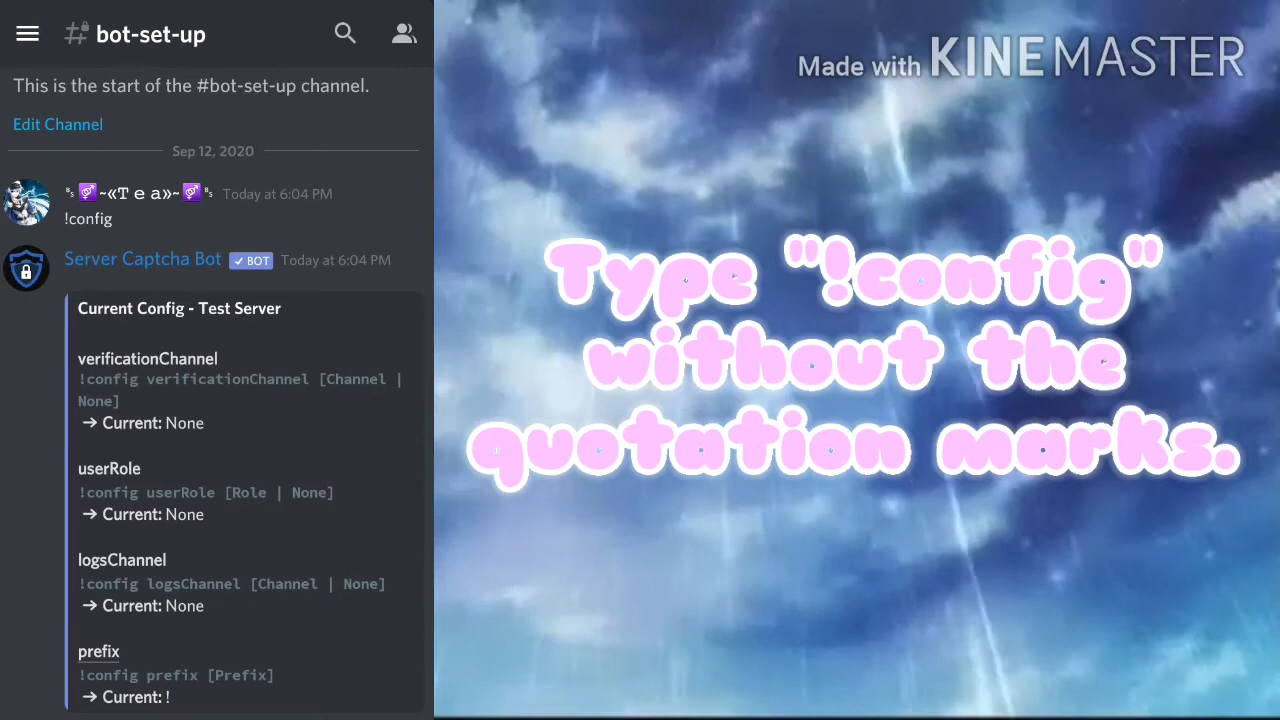 bot-set-up
This is the start of the #bot-set-up channel.
Edit Channel
Sep 12, 2020
ᴮₛ⚤~«𝚃 𝚎 𝚊»~⚤ᴮₛ Today at 6:04 PM
!config
Server Captcha Bot ✓ BOT Today at 6:04 PM
Current Config - Test Server
verificationChannel
!config verificationChannel [Channel |
None]
→ Current: None
userRole
!config userRole [Role | None]
→ Current: None
logsChannel
!config logsChannel [Channel | None]
→ Current: None
prefix
!config prefix [Prefix]
→ Current: !
Made with KINEMASTER
Type "!config"
without the
quotation marks.